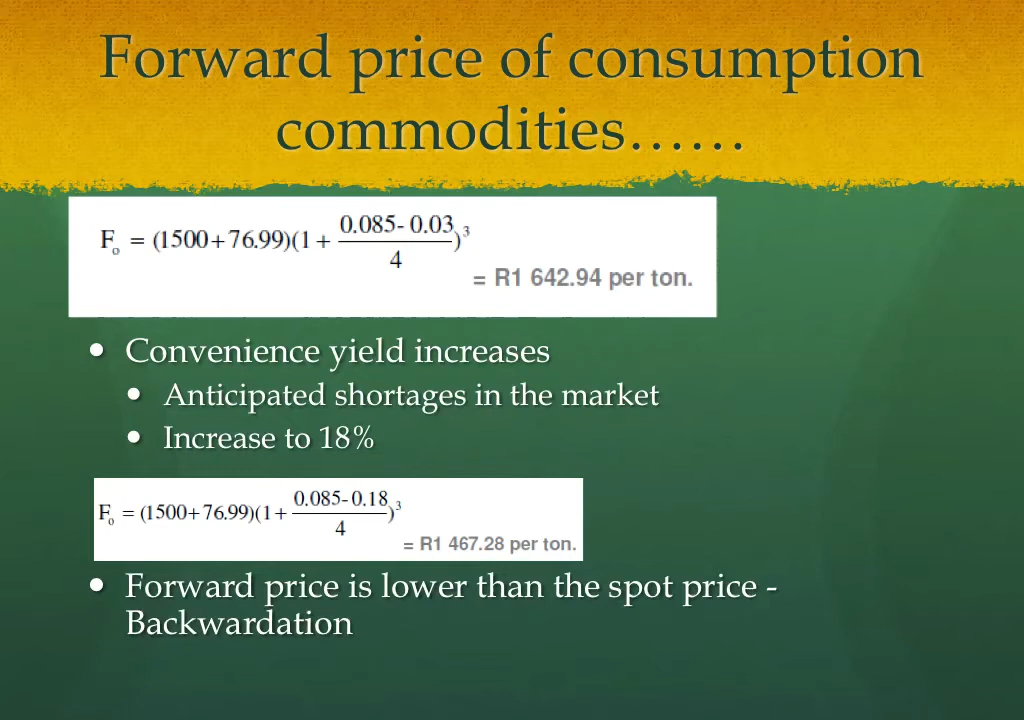 Forward price of consumption
commodities……
F₀ = (1500+76.99)(1 + (0.085-0.03)/4)³
= R1 642.94 per ton.
• Convenience yield increases
• Anticipated shortages in the market
• Increase to 18%
F₀ = (1500+76.99)(1+ (0.085-0.18)/4)³
= R1 467.28 per ton.
• Forward price is lower than the spot price -
Backwardation